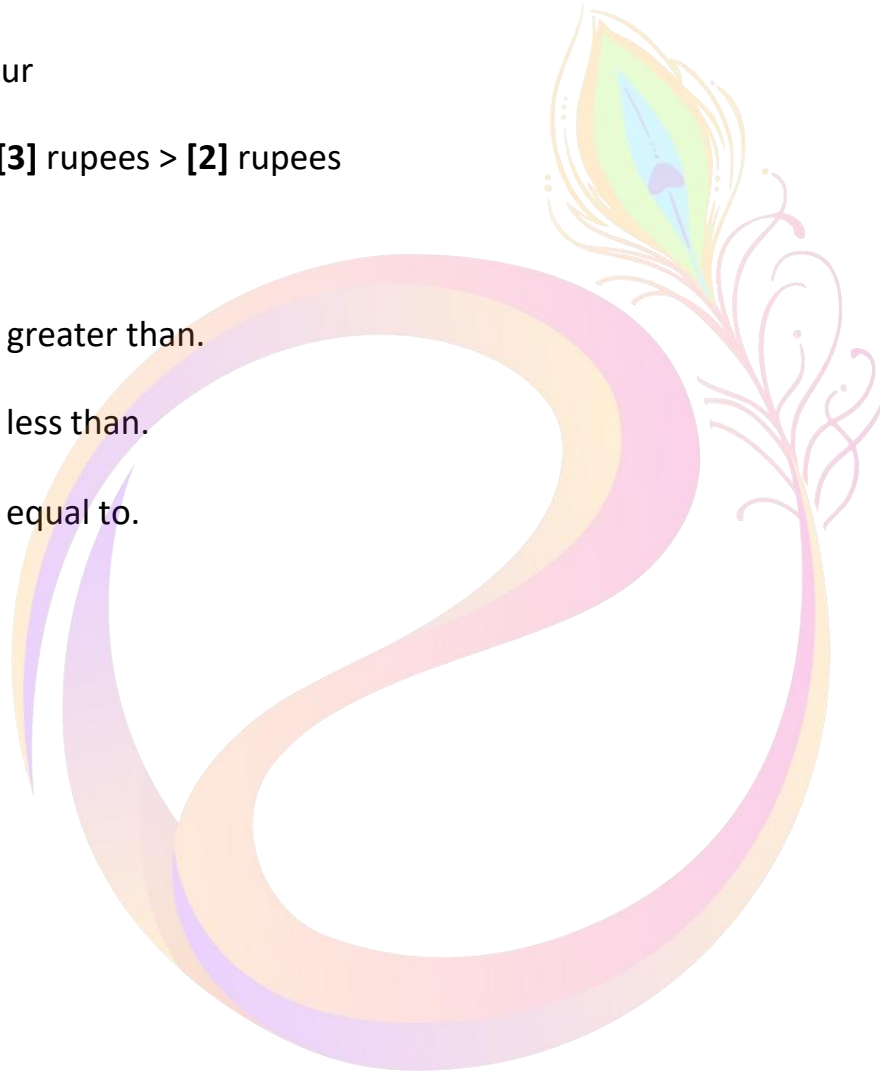 ur
[3] rupees > [2] rupees
greater than.
less than.
equal to.